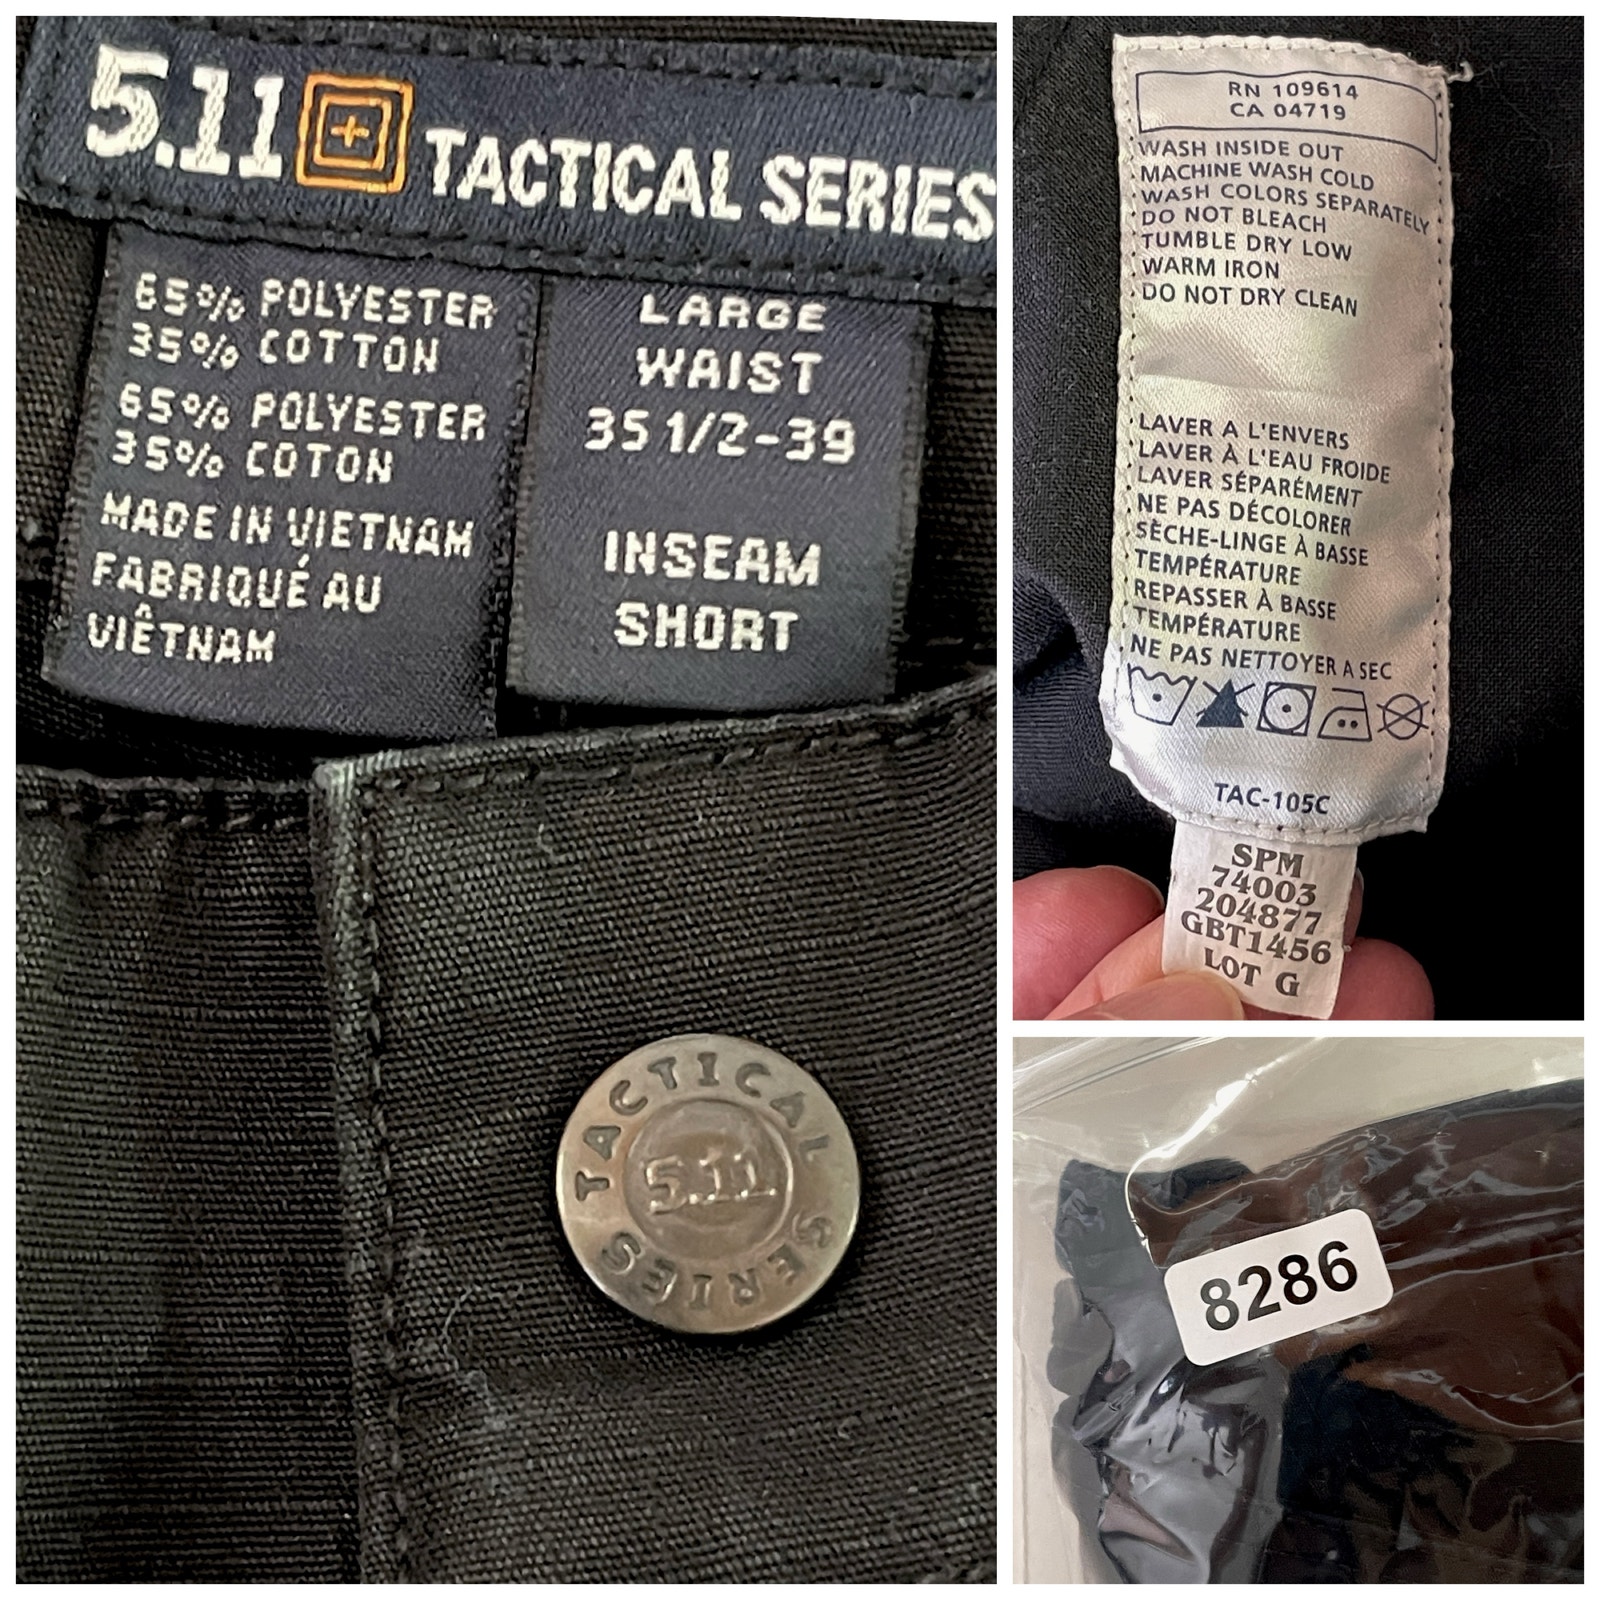 5.11 TACTICAL SERIES
65% POLYESTER
35% COTTON
65% POLYESTER
35% COTON
MADE IN VIETNAM
FABRIQUÉ AU
VIÊTNAM
LARGE
WAIST
35 1/2-39
INSEAM
SHORT
TACTICAL SERIES
5.11
RN 109614
CA 04719
WASH INSIDE OUT
MACHINE WASH COLD
WASH COLORS SEPARATELY
DO NOT BLEACH
TUMBLE DRY LOW
WARM IRON
DO NOT DRY CLEAN
LAVER A L'ENVERS
LAVER À L'EAU FROIDE
LAVER SÉPARÉMENT
NE PAS DÉCOLORER
SÈCHE-LINGE À BASSE
TEMPÉRATURE
REPASSER À BASSE
TEMPÉRATURE
NE PAS NETTOYER A SEC
TAC-105C
SPM
74003
204877
GBT1456
LOT G
8286